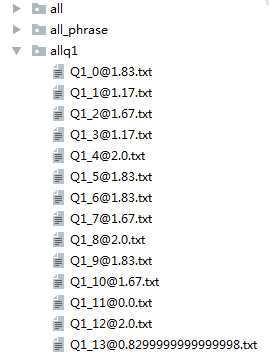 all
all_phrase
allq1
Q1_0@1.83.txt
Q1_1@1.17.txt
Q1_2@1.67.txt
Q1_3@1.17.txt
Q1_4@2.0.txt
Q1_5@1.83.txt
Q1_6@1.83.txt
Q1_7@1.67.txt
Q1_8@2.0.txt
Q1_9@1.83.txt
Q1_10@1.67.txt
Q1_11@0.0.txt
Q1_12@2.0.txt
Q1_13@0.8299999999999998.txt